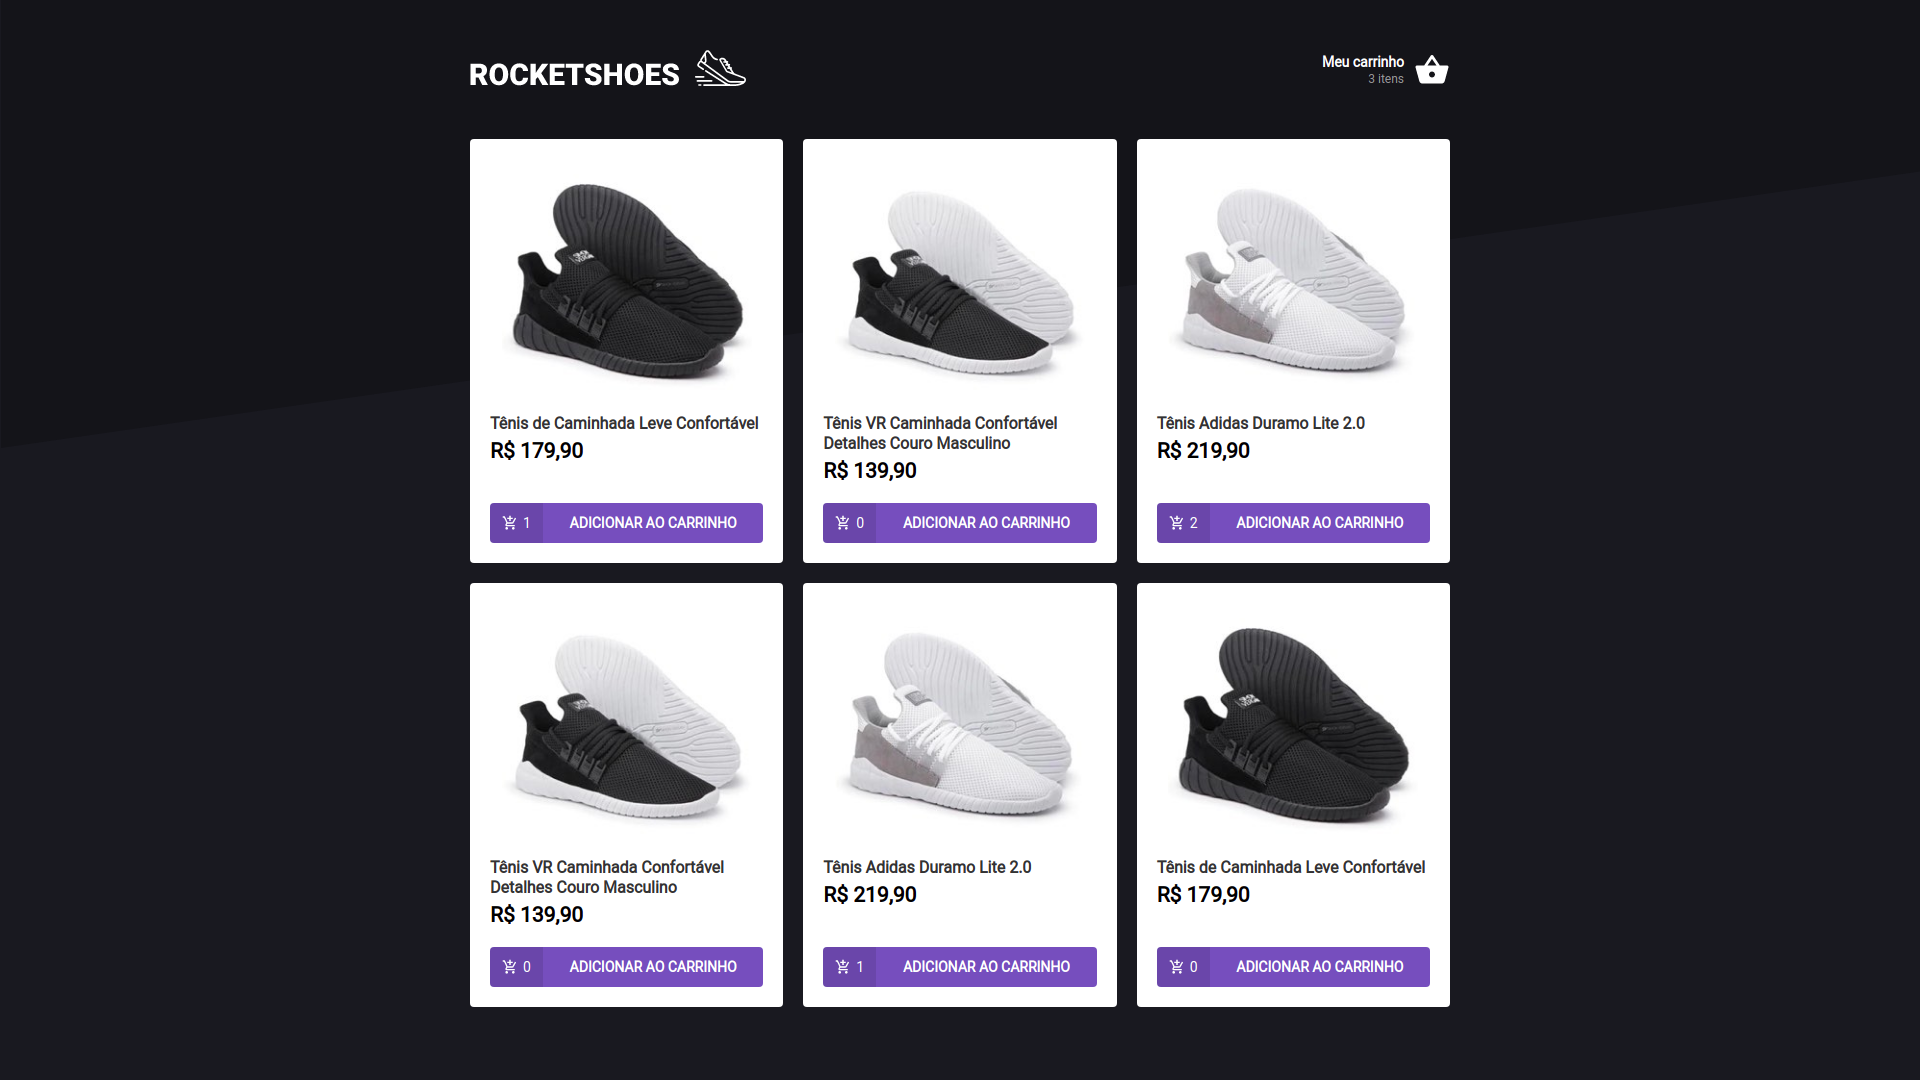 ROCKETSHOES
Meu carrinho
3 itens
Tênis de Caminhada Leve Confortável
R$ 179,90
1 ADICIONAR AO CARRINHO
Tênis VR Caminhada Confortável
Detalhes Couro Masculino
R$ 139,90
0 ADICIONAR AO CARRINHO
Tênis Adidas Duramo Lite 2.0
R$ 219,90
2 ADICIONAR AO CARRINHO
Tênis VR Caminhada Confortável
Detalhes Couro Masculino
R$ 139,90
0 ADICIONAR AO CARRINHO
Tênis Adidas Duramo Lite 2.0
R$ 219,90
1 ADICIONAR AO CARRINHO
Tênis de Caminhada Leve Confortável
R$ 179,90
0 ADICIONAR AO CARRINHO